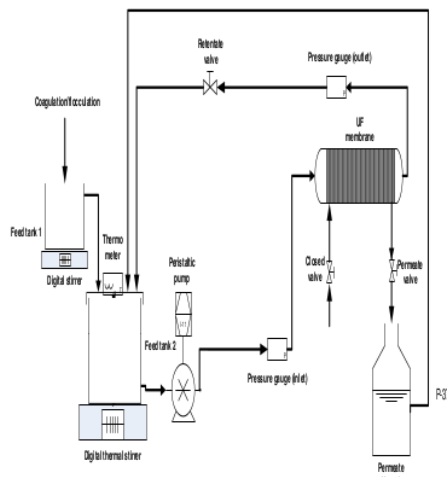 Retentate
valve
Pressure gauge (outlet)
Coagulation/flocculation
UF
membrane
Feed tank 1
Thermo
meter
Peristaltic
pump
Closed
valve
Permeate
valve
Digital stirrer
Feed tank 2
Pressure gauge (inlet)
P-37
Digital thermal stirrer
Permeate